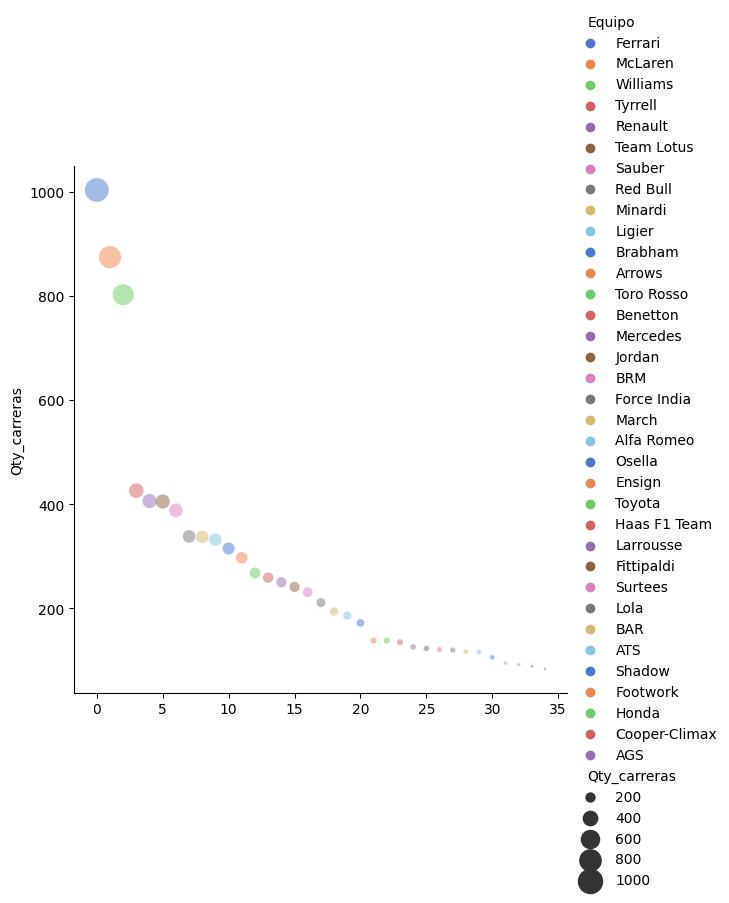 Equipo
Ferrari
McLaren
Williams
Tyrrell
Renault
Team Lotus
Sauber
Red Bull
Minardi
Ligier
Brabham
Arrows
Toro Rosso
Benetton
Mercedes
Jordan
BRM
Force India
March
Alfa Romeo
Osella
Ensign
Toyota
Haas F1 Team
Larrousse
Fittipaldi
Surtees
Lola
BAR
ATS
Shadow
Footwork
Honda
Cooper-Climax
AGS
Qty_carreras
200
400
600
800
1000
Qty_carreras
1000
800
600
400
200
0 5 10 15 20 25 30 35